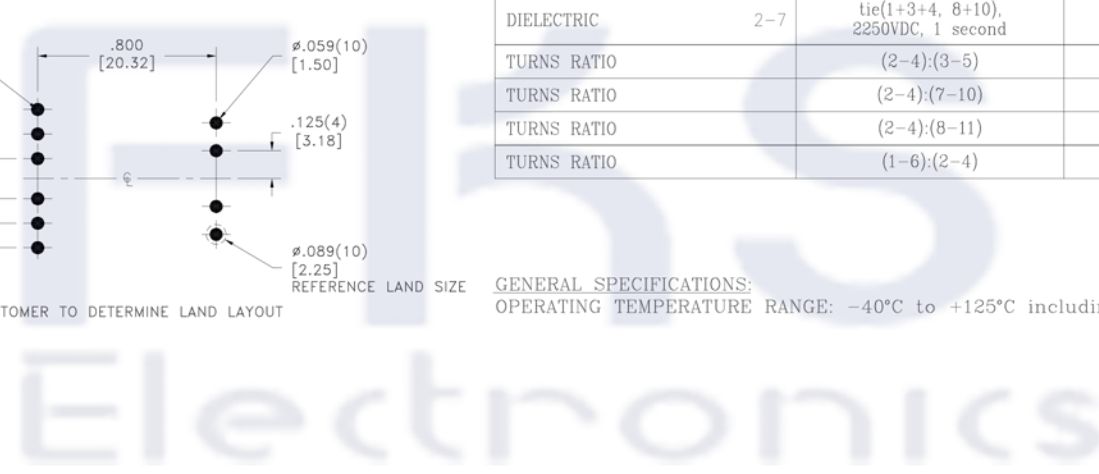 .800
[20.32]
ø.059(10)
[1.50]
.125(4)
[3.18]
℄
ø.089(10)
[2.25]
REFERENCE LAND SIZE
TOMER TO DETERMINE LAND LAYOUT
DIELECTRIC 2-7 tie(1+3+4, 8+10),
2250VDC, 1 second
TURNS RATIO (2-4):(3-5)
TURNS RATIO (2-4):(7-10)
TURNS RATIO (2-4):(8-11)
TURNS RATIO (1-6):(2-4)
GENERAL SPECIFICATIONS:
OPERATING TEMPERATURE RANGE: -40°C to +125°C includin
Electronics